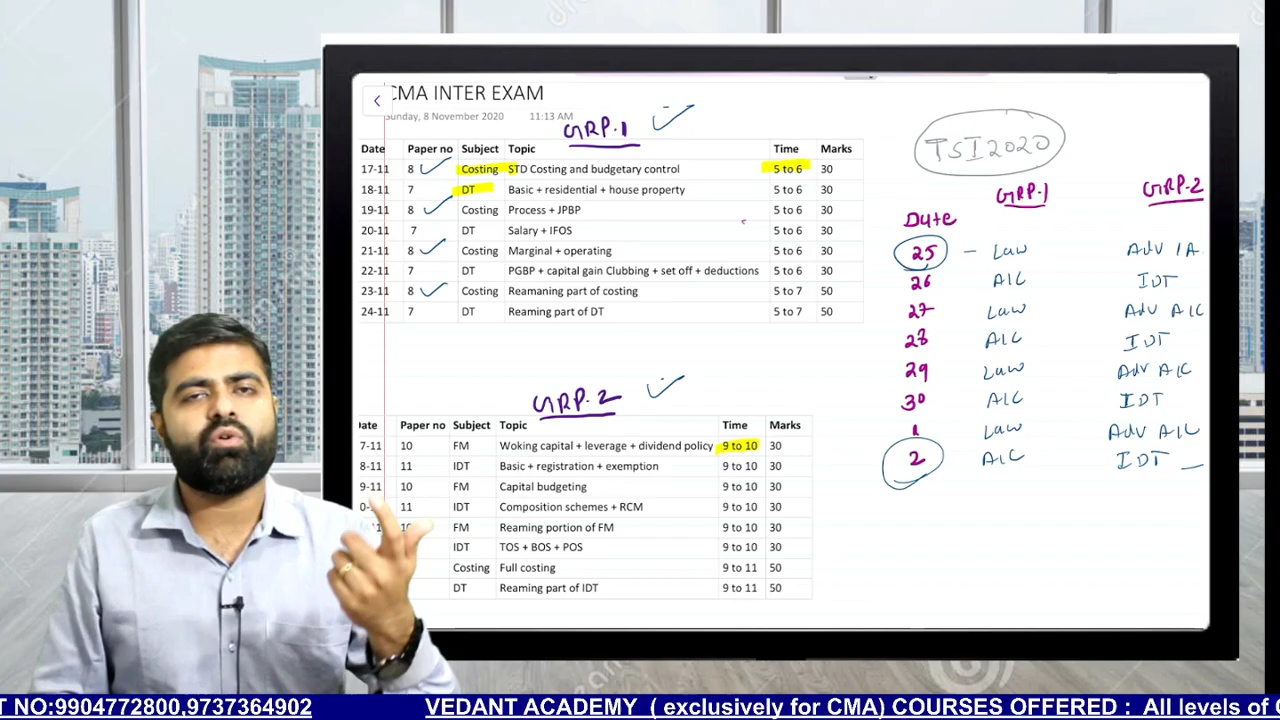 CMA INTER EXAM
Sunday, 8 November 2020 11:13 AM
GRP.1
Date Paper no Subject Topic Time Marks
17-11 8 Costing STD Costing and budgetary control 5 to 6 30
18-11 7 DT Basic + residential + house property 5 to 6 30
19-11 8 Costing Process + JPBP 5 to 6 30
20-11 7 DT Salary + IFOS 5 to 6 30
21-11 8 Costing Marginal + operating 5 to 6 30
22-11 7 DT PGBP + capital gain Clubbing + set off + deductions 5 to 6 30
23-11 8 Costing Reamaning part of costing 5 to 7 50
24-11 7 DT Reaming part of DT 5 to 7 50
GRP.2
Date Paper no Subject Topic Time Marks
7-11 10 FM Woking capital + leverage + dividend policy 9 to 10 30
8-11 11 IDT Basic + registration + exemption 9 to 10 30
9-11 10 FM Capital budgeting 9 to 10 30
11 IDT Composition schemes + RCM 9 to 10 30
FM Reaming portion of FM 9 to 10 30
IDT TOS + BOS + POS 9 to 10 30
Costing Full costing 9 to 11 50
DT Reaming part of IDT 9 to 11 50
TSI2020
GRP.1 GRP.2
Date
25 - Law Adv
26 A/C IDT
27 Law Adv A/C
28 A/C IDT
29 Law Adv A/C
30 A/C IDT
1 Law Adv A/C
2 A/C IDT
T NO:9904772800,9737364902 VEDANT ACADEMY ( exclusively for CMA) COURSES OFFERED : All levels of